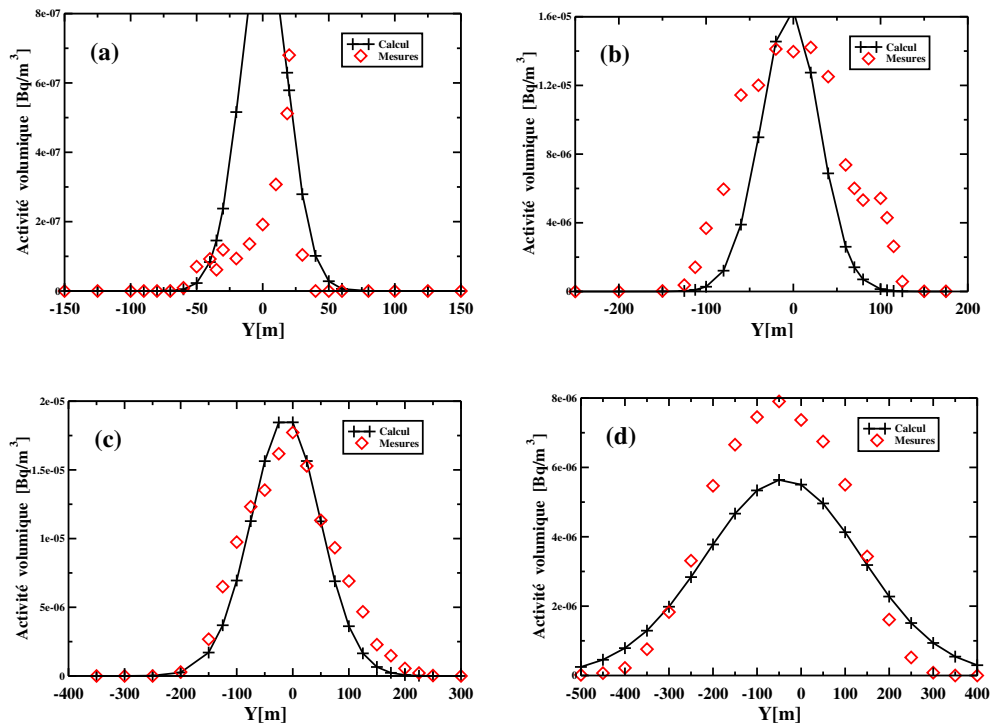 (a)
Calcul
Mesures
Activité volumique [Bq/m³]
8e-07
6e-07
4e-07
2e-07
0
-150 -100 -50 0 50 100 150
Y[m]
(b)
Calcul
Mesures
Activité volumique [Bq/m³]
1.6e-05
1.2e-05
8e-06
4e-06
0
-200 -100 0 100 200
Y[m]
(c)
Calcul
Mesures
Activité volumique [Bq/m³]
2e-05
1.5e-05
1e-05
5e-06
0
-400 -300 -200 -100 0 100 200 300
Y[m]
(d)
Calcul
Mesures
Activité volumique [Bq/m³]
8e-06
6e-06
4e-06
2e-06
0
-500 -400 -300 -200 -100 0 100 200 300 400
Y[m]